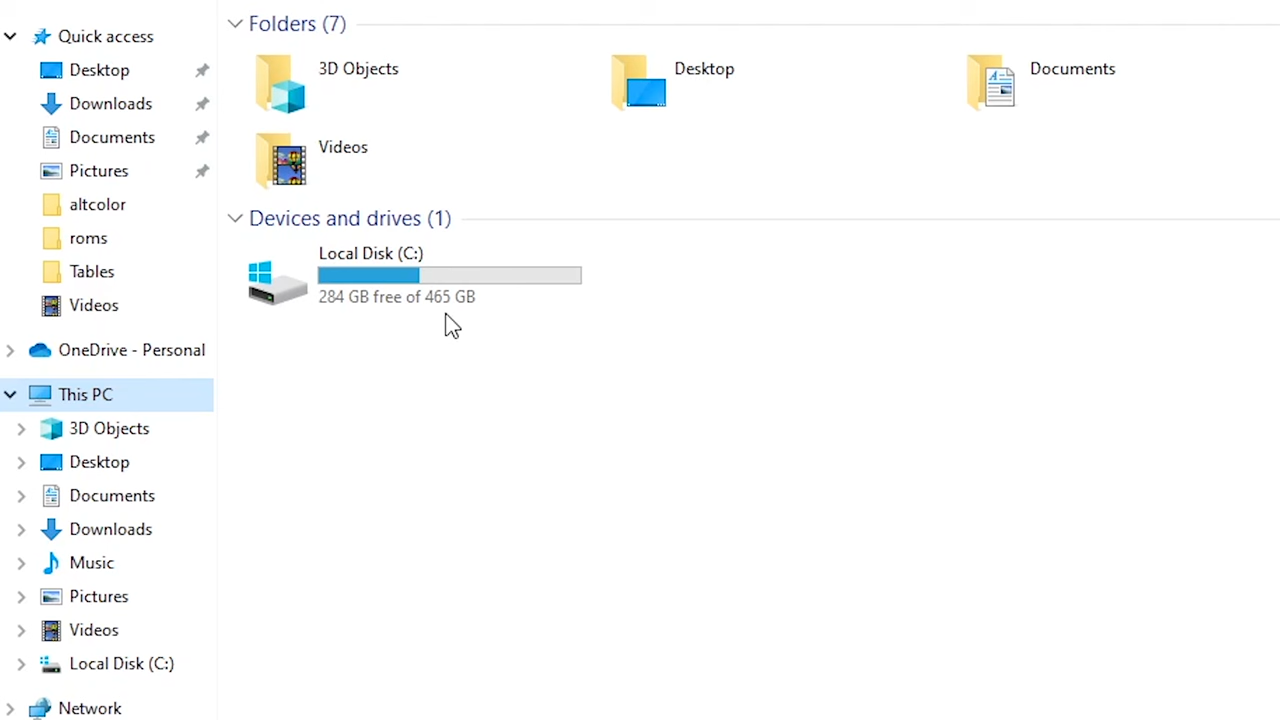 Quick access
Desktop
Downloads
Documents
Pictures
altcolor
roms
Tables
Videos
OneDrive - Personal
This PC
3D Objects
Desktop
Documents
Downloads
Music
Pictures
Videos
Local Disk (C:)
Network
Folders (7)
3D Objects
Desktop
Documents
Videos
Devices and drives (1)
Local Disk (C:)
284 GB free of 465 GB